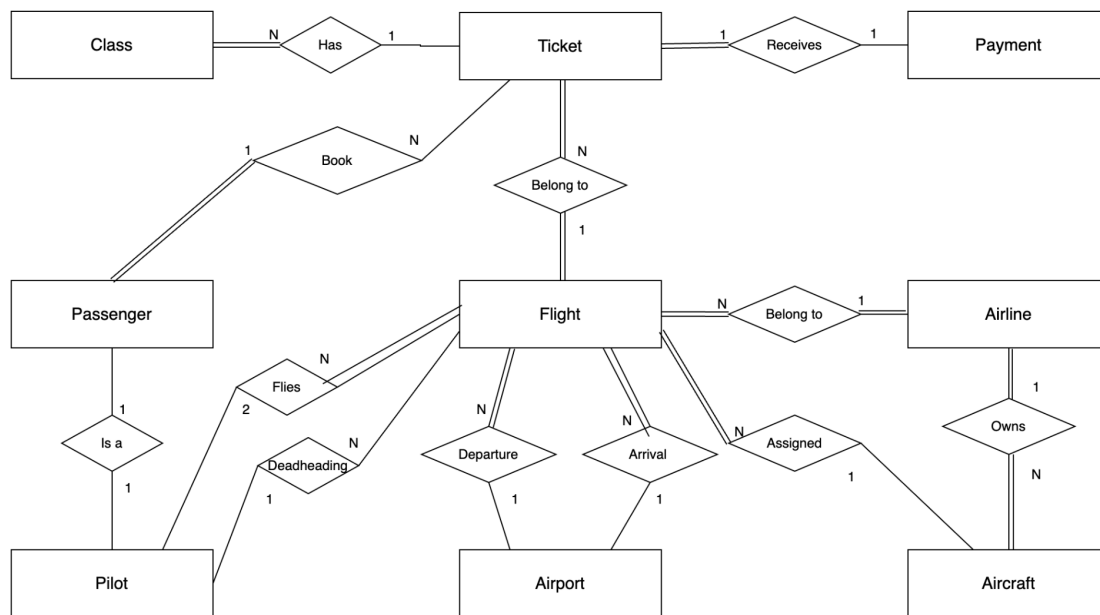 Class
N
Has
1
Ticket
1
Receives
1
Payment
1
Book
N
N
Belong to
1
Passenger
Flight
N
Belong to
1
Airline
N
Flies
2
1
Is a
1
N
Deadheading
1
N
Departure
1
N
Arrival
1
N
Assigned
1
1
Owns
N
Pilot
Airport
Aircraft